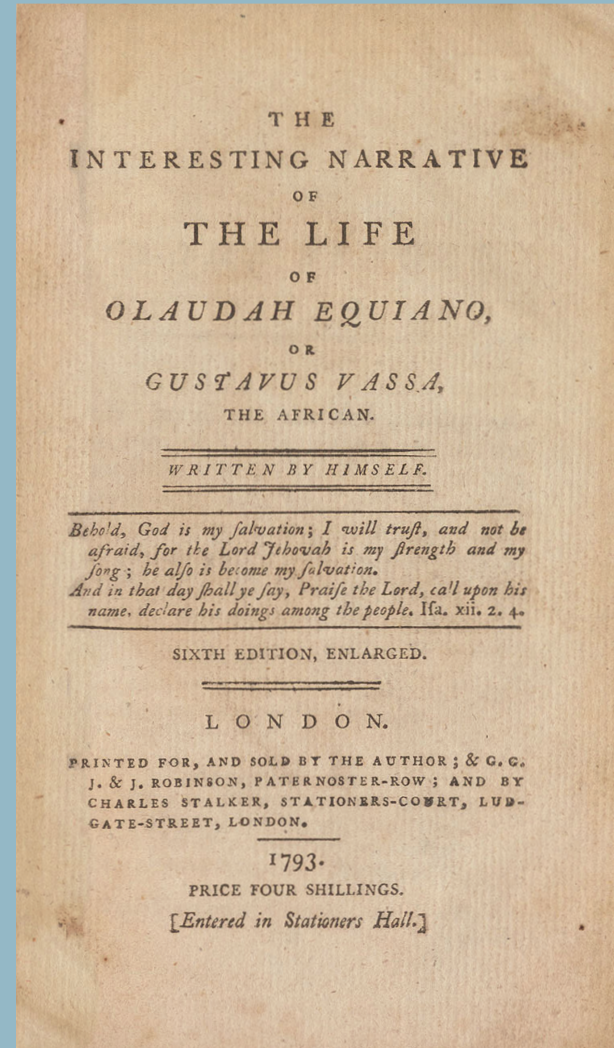 THE
INTERESTING NARRATIVE
OF
THE LIFE
OF
OLAUDAH EQUIANO,
OR
GUSTAVUS VASSA,
THE AFRICAN.
WRITTEN BY HIMSELF.
Behold, God is my ſalvation; I will truſt, and not be
afraid, for the Lord Jehovah is my ſtrength and my
ſong; he alſo is become my ſalvation.
And in that day ſhall ye ſay, Praiſe the Lord, call upon his
name, declare his doings among the people. Iſa. xii. 2. 4.
SIXTH EDITION, ENLARGED.
LONDON.
PRINTED FOR, AND SOLD BY THE AUTHOR; & G. G.
J. & J. ROBINSON, PATERNOSTER-ROW; AND BY
CHARLES STALKER, STATIONERS-COURT, LUD-
GATE-STREET, LONDON.
1793.
PRICE FOUR SHILLINGS.
[Entered in Stationers Hall.]